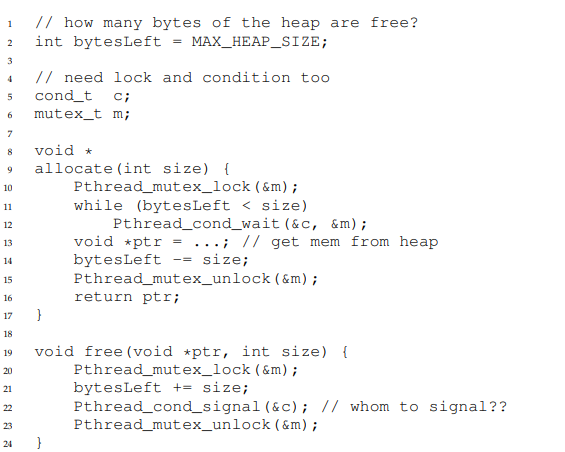 1 // how many bytes of the heap are free?
2 int bytesLeft = MAX_HEAP_SIZE;
3
4 // need lock and condition too
5 cond_t  c;
6 mutex_t m;
7
8 void *
9 allocate(int size) {
10     Pthread_mutex_lock(&m);
11     while (bytesLeft < size)
12         Pthread_cond_wait(&c, &m);
13     void *ptr = ...; // get mem from heap
14     bytesLeft -= size;
15     Pthread_mutex_unlock(&m);
16     return ptr;
17 }
18
19 void free(void *ptr, int size) {
20     Pthread_mutex_lock(&m);
21     bytesLeft += size;
22     Pthread_cond_signal(&c); // whom to signal??
23     Pthread_mutex_unlock(&m);
24 }